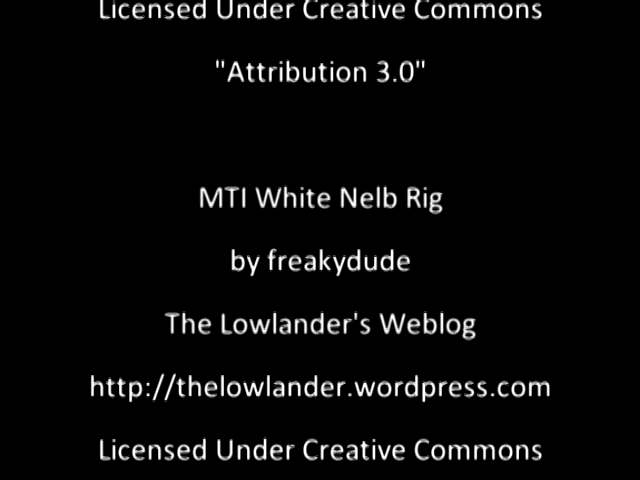 Licensed Under Creative Commons
"Attribution 3.0"
MTI White Nelb Rig
by freakydude
The Lowlander's Weblog
http://thelowlander.wordpress.com
Licensed Under Creative Commons